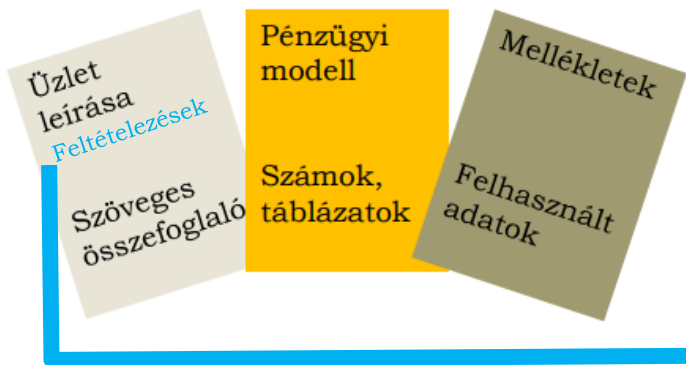 Üzlet
leírása
Feltételezések
Szöveges
összefoglaló
Pénzügyi
modell
Számok,
táblázatok
Mellékletek
Felhasznált
adatok